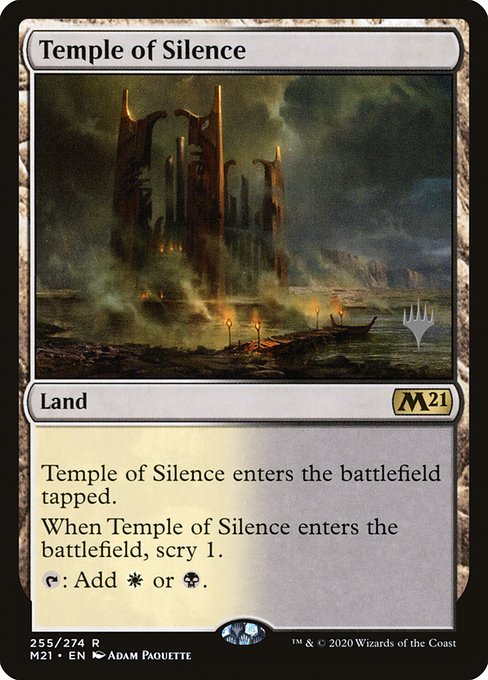 Temple of Silence
Land
M21
Temple of Silence enters the battlefield
tapped.
When Temple of Silence enters the
battlefield, scry 1.
: Add or .
255/274 R
M21 • EN Adam Paquette
™ & © 2020 Wizards of the Coast